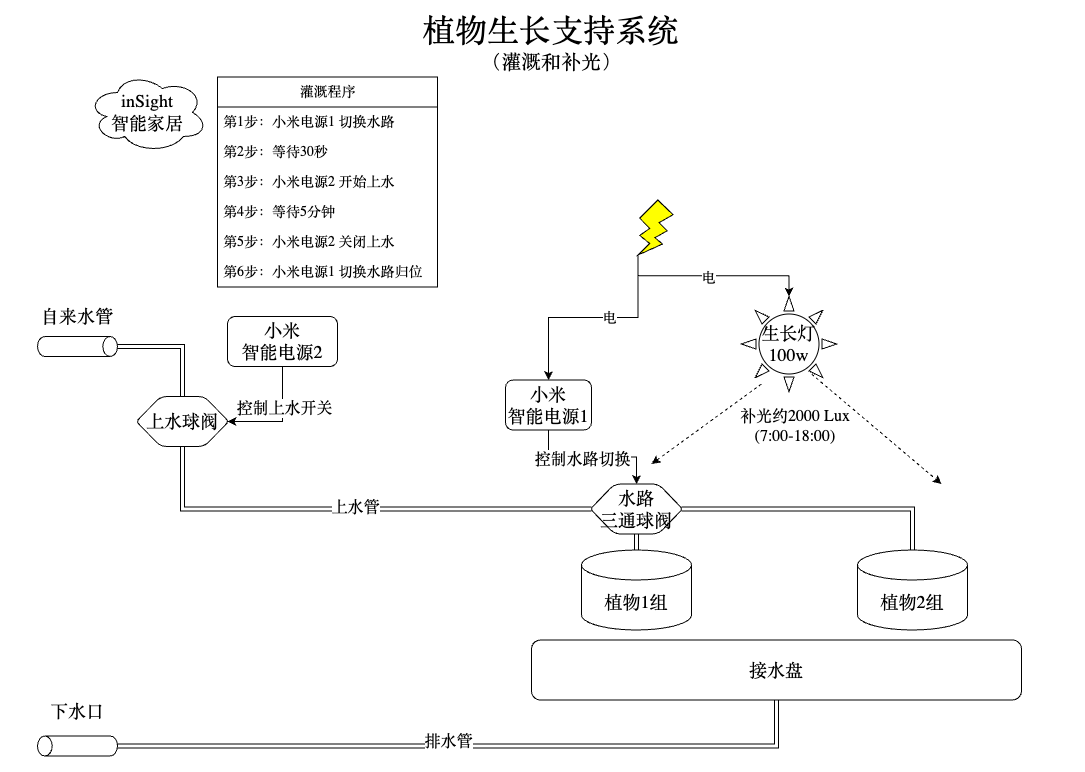 植物生长支持系统
（灌溉和补光）
inSight
智能家居
灌溉程序
第1步：小米电源1 切换水路
第2步：等待30秒
第3步：小米电源2 开始上水
第4步：等待5分钟
第5步：小米电源2 关闭上水
第6步：小米电源1 切换水路归位
电
电
自来水管
小米
智能电源2
生长灯
100w
小米
智能电源1
上水球阀
控制上水开关
补光约2000 Lux
(7:00-18:00)
控制水路切换
上水管
水路
三通球阀
植物1组
植物2组
接水盘
下水口
排水管